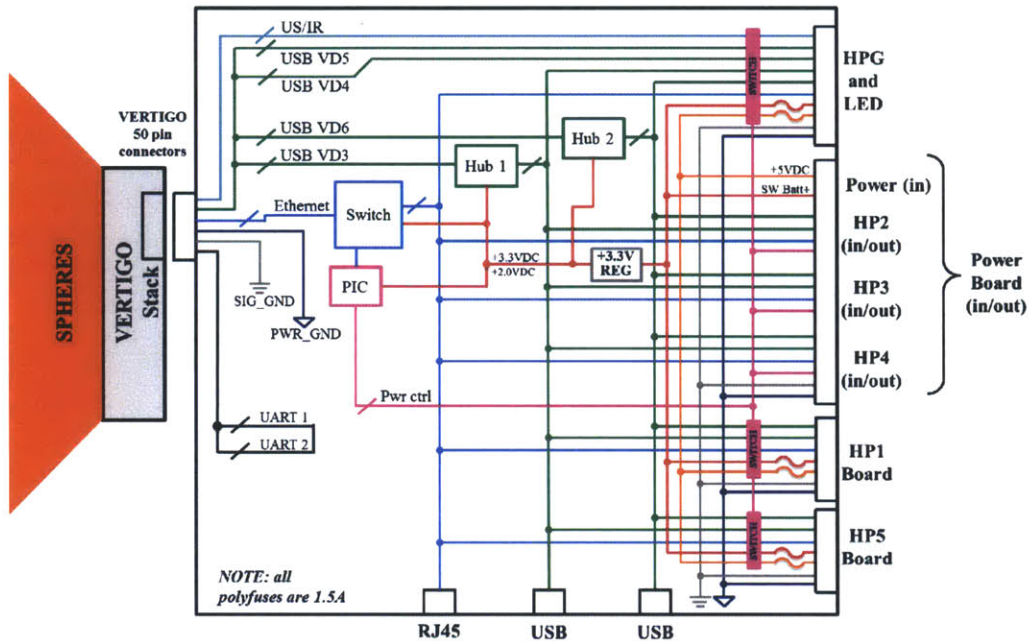 US/IR
USB VD5
USB VD4
VERTIGO
50 pin
connectors
USB VD6
USB VD3
Hub 2
Hub 1
Ethernet
Switch
PIC
+3.3VDC
+2.0VDC
+3.3V
REG
SIG_GND
PWR_GND
Pwr ctrl
UART 1
UART 2
SPHERES
VERTIGO
Stack
SWITCH
HPG
and
LED
+5VDC
SW Batt+
Power (in)
HP2
(in/out)
HP3
(in/out)
HP4
(in/out)
Power
Board
(in/out)
SWITCH
HP1
Board
SWITCH
HP5
Board
NOTE: all
polyfuses are 1.5A
RJ45
USB
USB